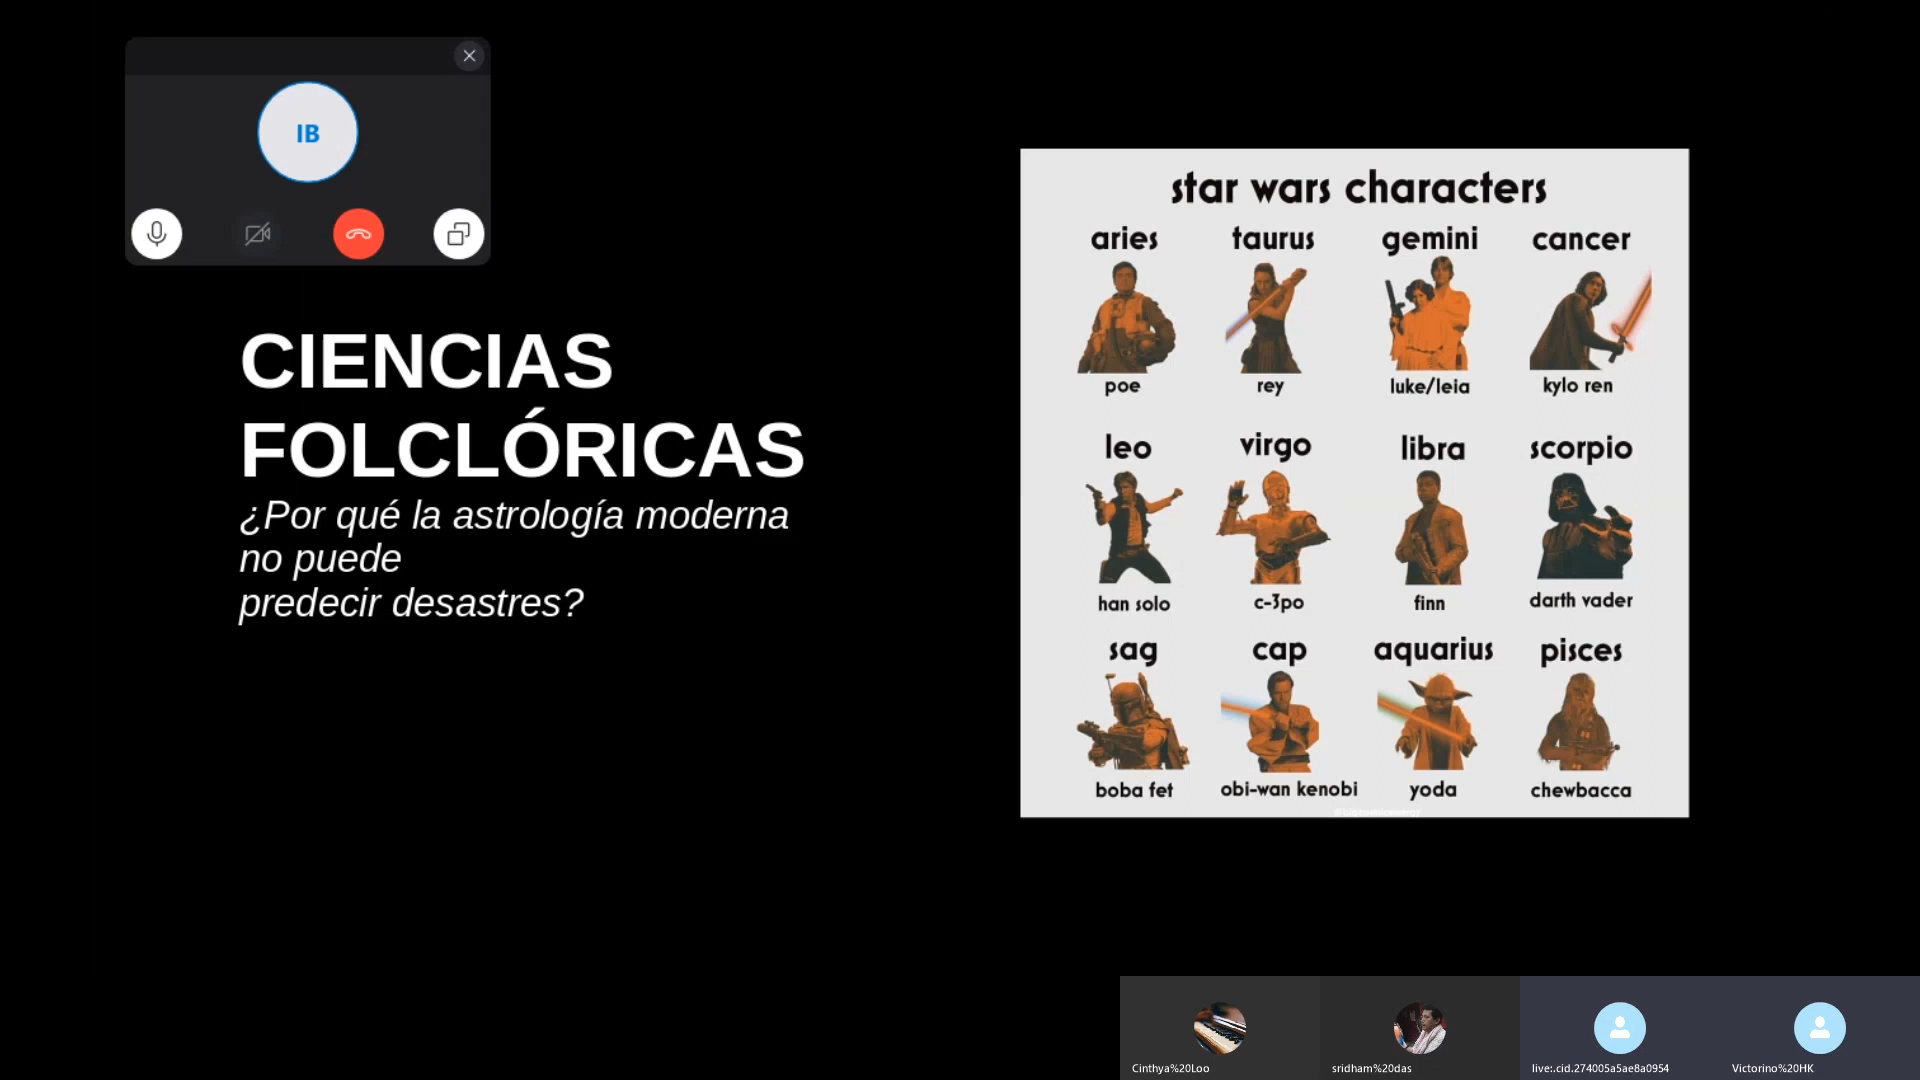 IB
CIENCIAS
FOLCLÓRICAS
¿Por qué la astrología moderna
no puede
predecir desastres?
star wars characters
aries taurus gemini cancer
poe rey luke/leia kylo ren
leo virgo libra scorpio
han solo c-3po finn darth vader
sag cap aquarius pisces
boba fet obi-wan kenobi yoda chewbacca
Cinthya%20Loo sridham%20das live:.cid.274005a5ae8a0954 Victorino%20HK